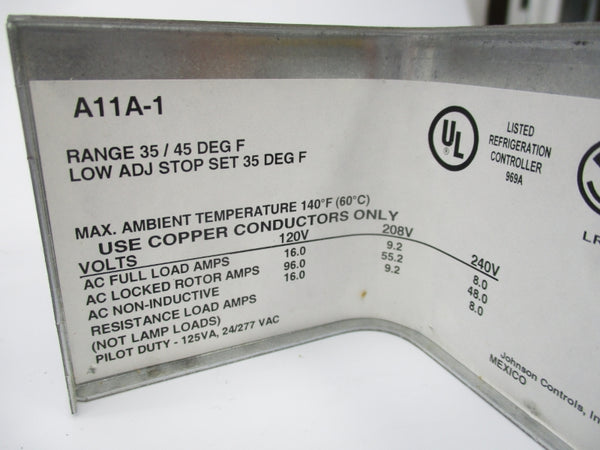 A11A-1
RANGE 35 / 45 DEG F
LOW ADJ STOP SET 35 DEG F
UL
LISTED
REFRIGERATION
CONTROLLER
969A
LR
MAX. AMBIENT TEMPERATURE 140°F (60°C)
USE COPPER CONDUCTORS ONLY
VOLTS 120V 208V 240V
AC FULL LOAD AMPS 16.0 9.2 8.0
AC LOCKED ROTOR AMPS 96.0 55.2 48.0
AC NON-INDUCTIVE 16.0 9.2 8.0
RESISTANCE LOAD AMPS
(NOT LAMP LOADS)
PILOT DUTY - 125VA, 24/277 VAC
Johnson Controls, In
MEXICO